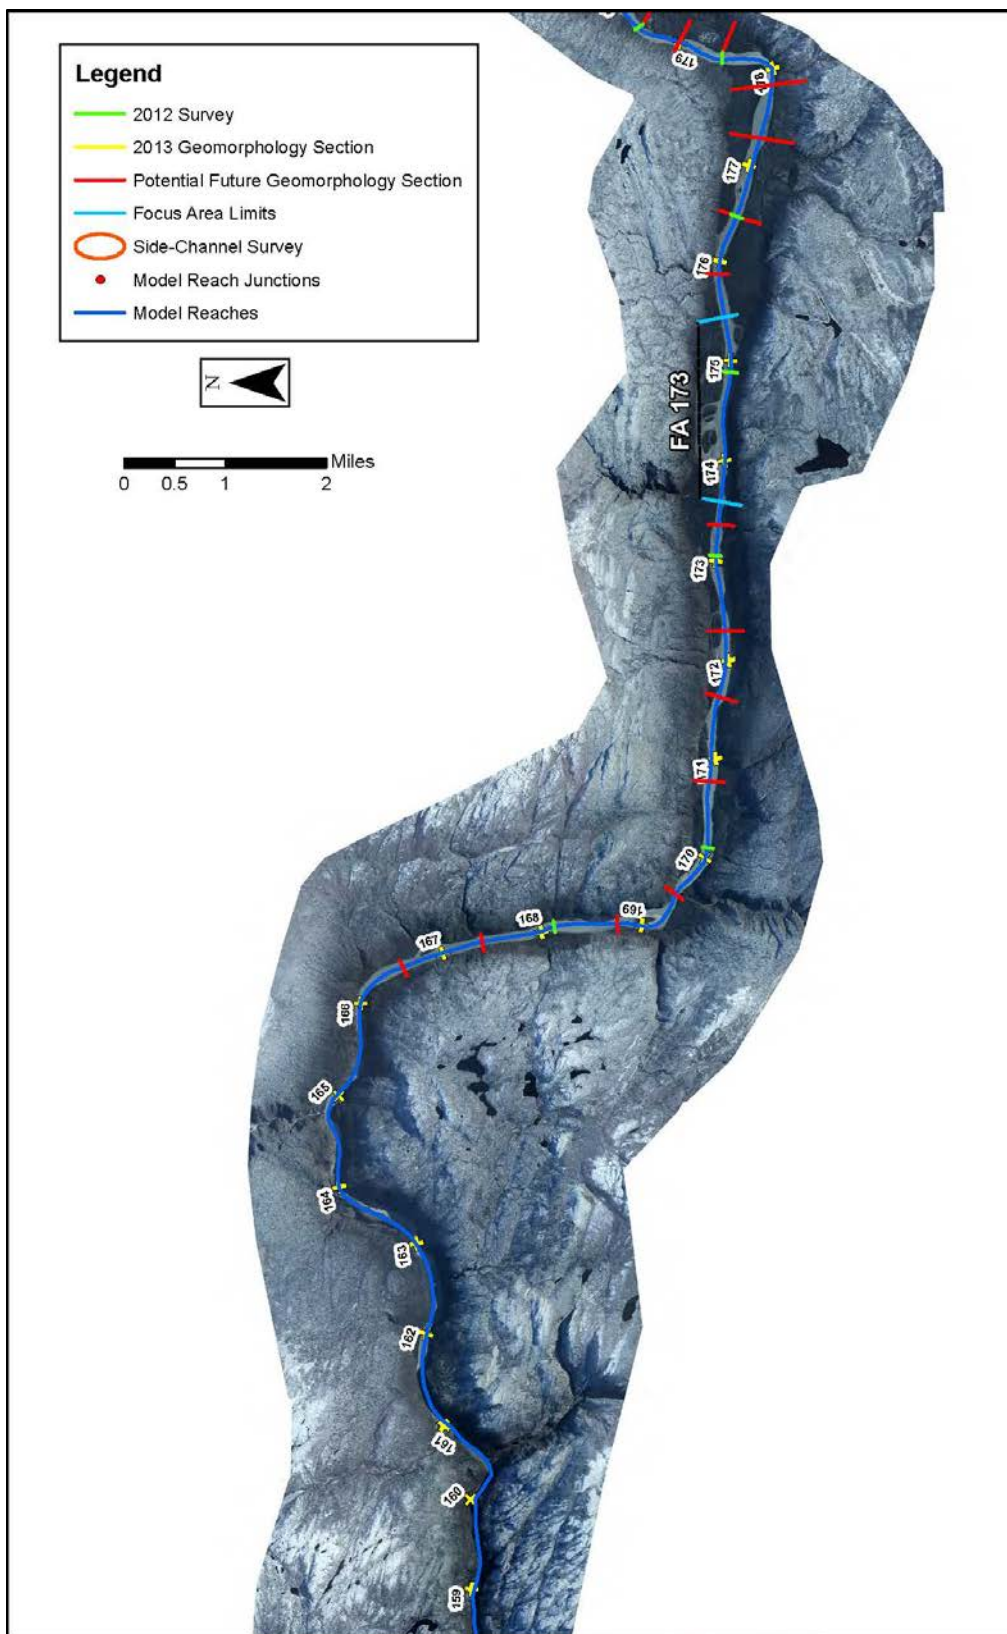 Legend
2012 Survey
2013 Geomorphology Section
Potential Future Geomorphology Section
Focus Area Limits
Side-Channel Survey
Model Reach Junctions
Model Reaches
N
Miles
0 0.5 1 2
179
178
177
176
175
FA 173
174
173
172
171
170
169
168
167
166
165
164
163
162
161
160
159